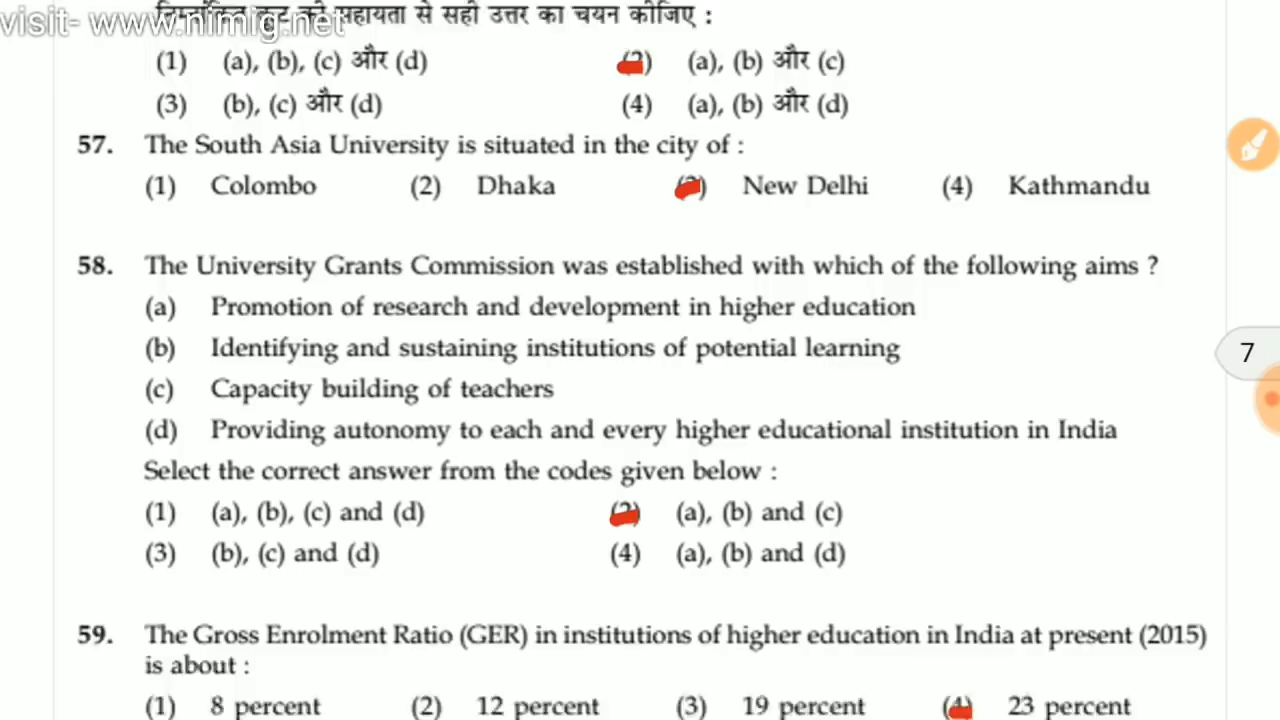 visit- www.nimig.net
की सहायता से सही उत्तर का चयन कीजिए :
(1) (a), (b), (c) और (d) (2) (a), (b) और (c)
(3) (b), (c) और (d) (4) (a), (b) और (d)
57. The South Asia University is situated in the city of :
(1) Colombo (2) Dhaka (3) New Delhi (4) Kathmandu
58. The University Grants Commission was established with which of the following aims ?
(a) Promotion of research and development in higher education
(b) Identifying and sustaining institutions of potential learning
(c) Capacity building of teachers
(d) Providing autonomy to each and every higher educational institution in India
Select the correct answer from the codes given below :
(1) (a), (b), (c) and (d) (2) (a), (b) and (c)
(3) (b), (c) and (d) (4) (a), (b) and (d)
7
59. The Gross Enrolment Ratio (GER) in institutions of higher education in India at present (2015)
is about :
(1) 8 percent (2) 12 percent (3) 19 percent (4) 23 percent